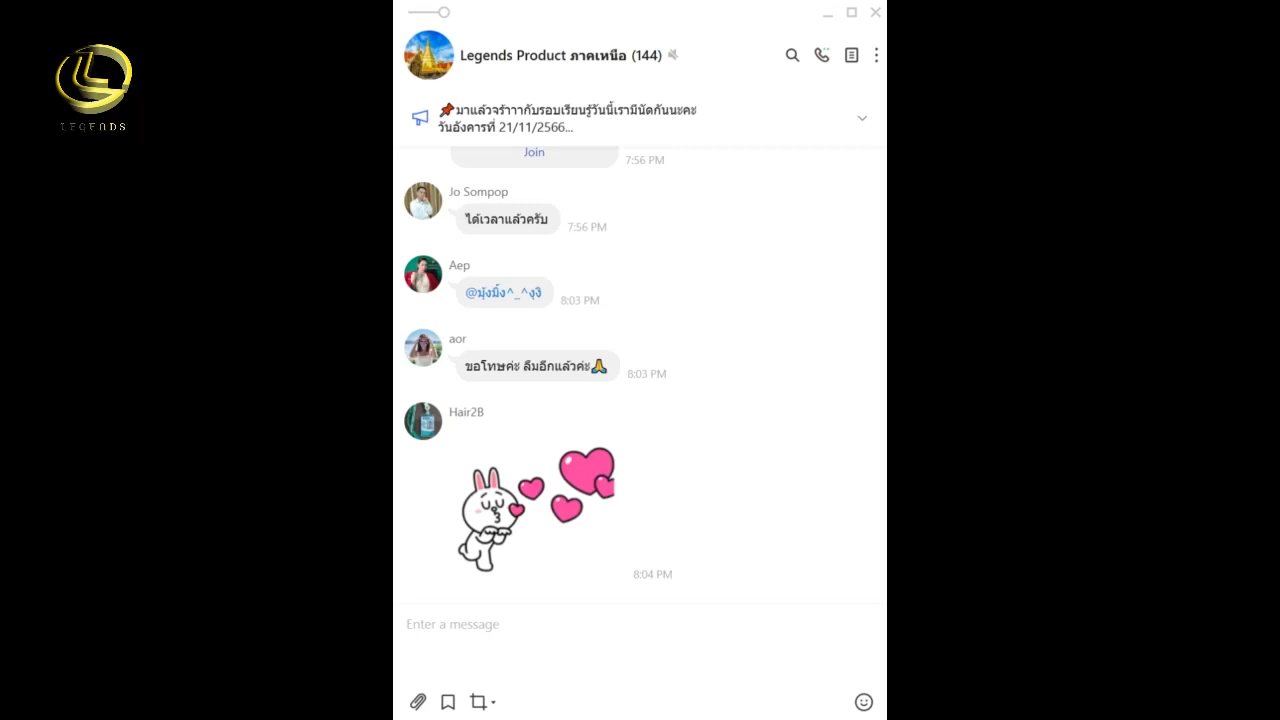 LEGENDS
Legends Product ภาคเหนือ (144)
📌มาแล้วจร้าาากับรอบเรียนรู้วันนี้เรามีนัดกันนะคะ
วันอังคารที่ 21/11/2566...
Join
7:56 PM
Jo Sompop
ได้เวลาแล้วครับ
7:56 PM
Aep
@มุ้งมิ้ง^_^งุงิ
8:03 PM
aor
ขอโทษค่ะ ลืมอีกแล้วค่ะ🙏
8:03 PM
Hair2B
8:04 PM
Enter a message